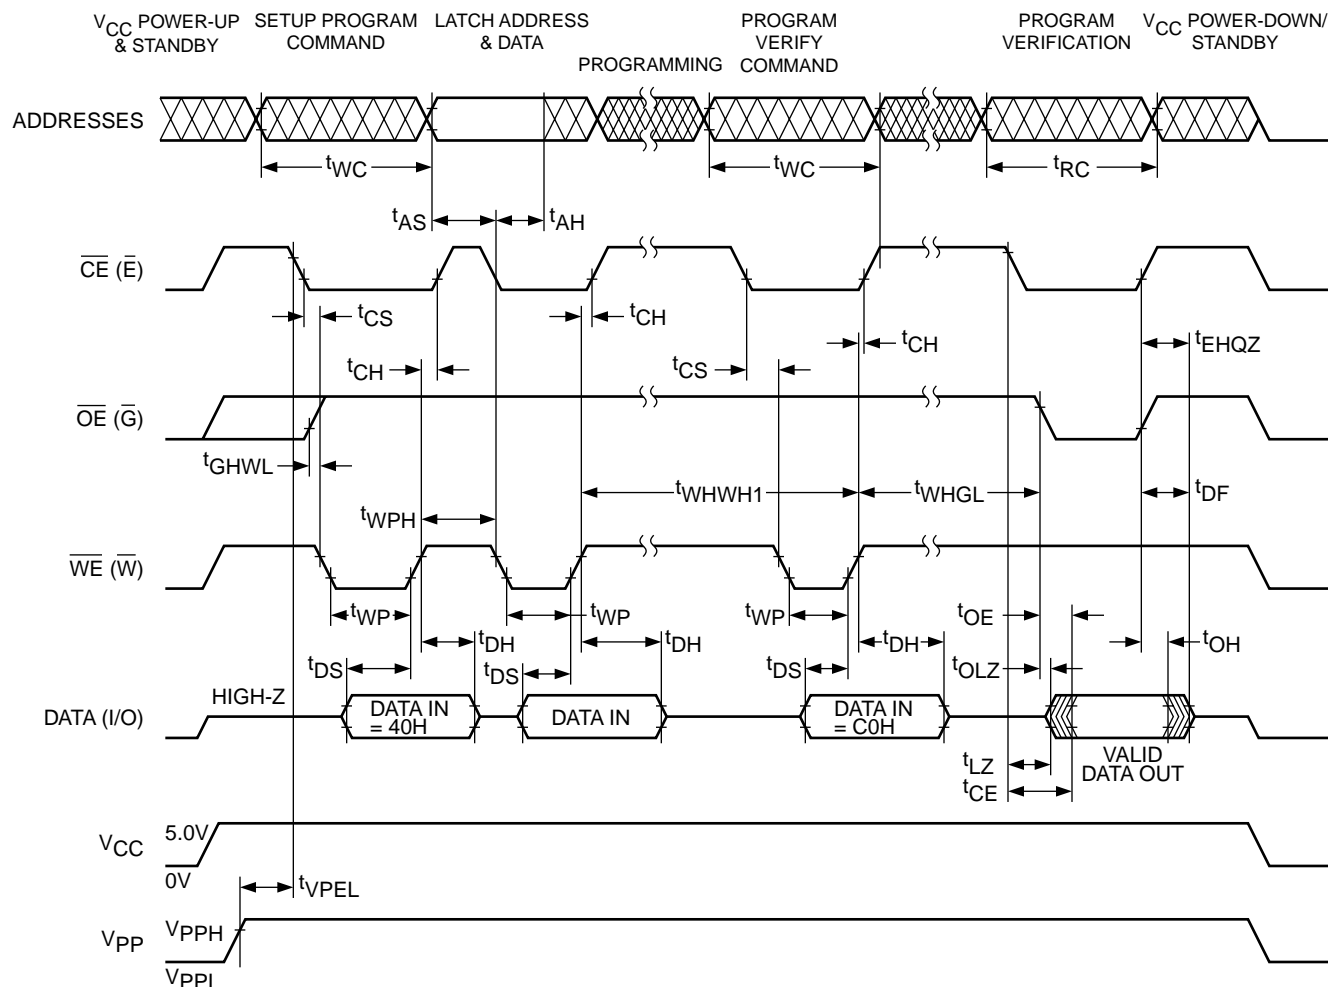 VCC POWER-UP
& STANDBY
SETUP PROGRAM
COMMAND
LATCH ADDRESS
& DATA
PROGRAMMING
PROGRAM
VERIFY
COMMAND
PROGRAM
VERIFICATION
VCC POWER-DOWN/
STANDBY
ADDRESSES
tWC
tWC
tRC
tAS
tAH
CE (E)
tCS
tCH
tCH
tCS
tCH
tEHQZ
OE (G)
tGHWL
tWPH
tWHWH1
tWHGL
tDF
WE (W)
tWP
tWP
tWP
tOE
tDH
tDH
tDH
tOH
tDS
tDS
tDS
tOLZ
DATA (I/O)
HIGH-Z
DATA IN
= 40H
DATA IN
DATA IN
= C0H
VALID
DATA OUT
tLZ
tCE
VCC
5.0V
0V
tVPEL
VPP
VPPH
VPPL